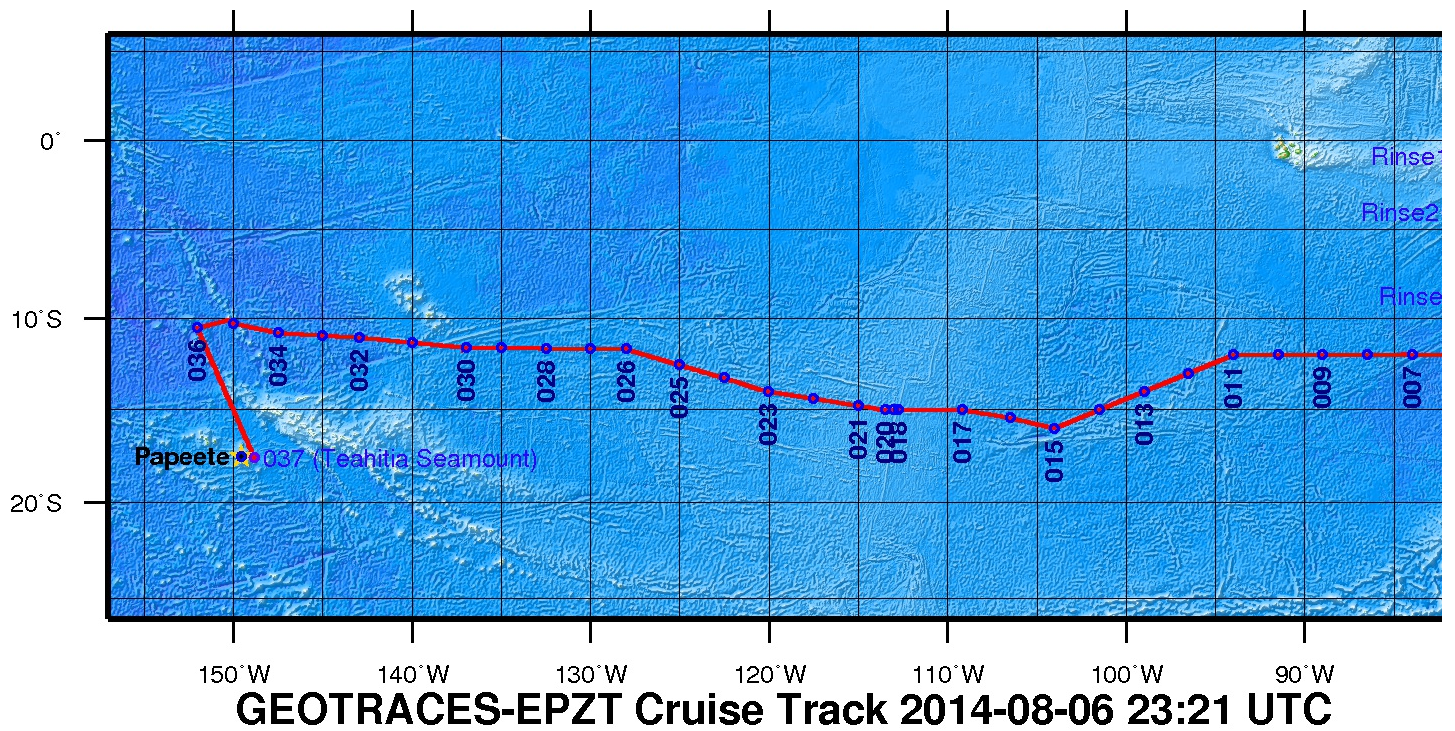 0°
Rinse1
Rinse2
Rinse
10°S
036
034
032
030
028
026
025
023
021
020
018
017
015
013
011
009
007
Papeete
037 (Teahitia Seamount)
20°S
150°W
140°W
130°W
120°W
110°W
100°W
90°W
GEOTRACES-EPZT Cruise Track 2014-08-06 23:21 UTC